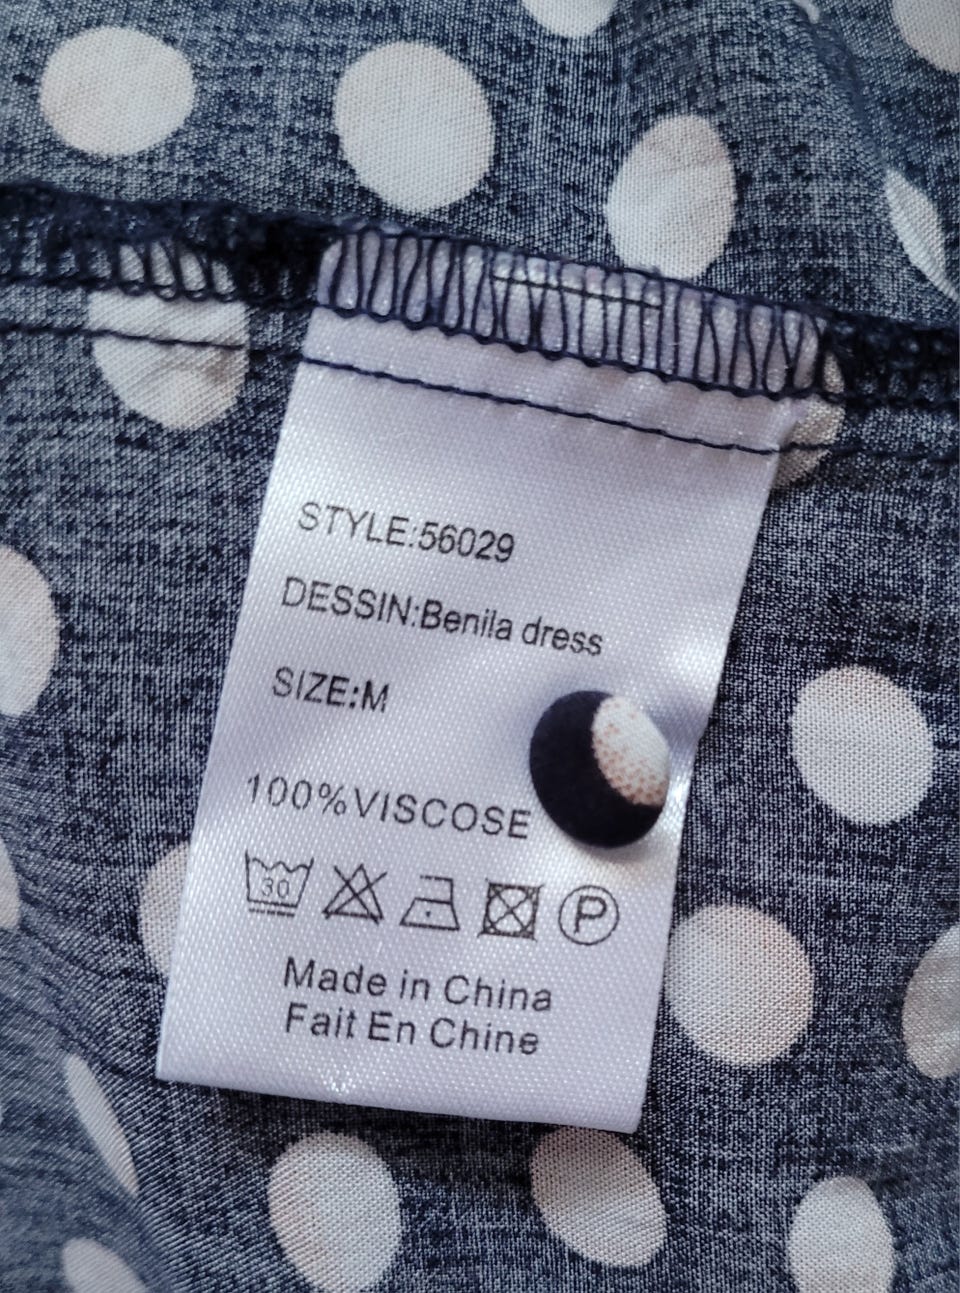 STYLE:56029
DESSIN:Benila dress
SIZE:M
100%VISCOSE
30 P
Made in China
Fait En Chine